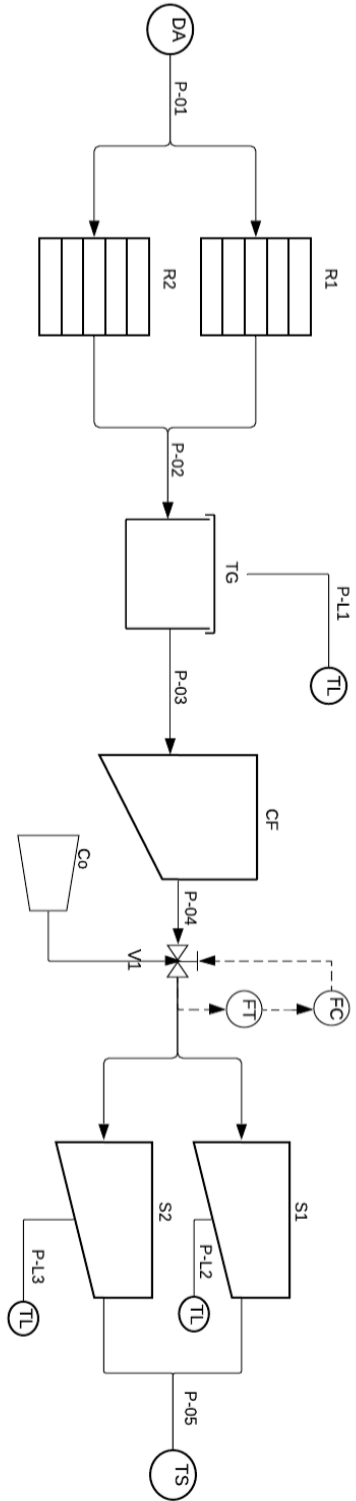 DA
P-01
R1
R2
P-02
TG
P-L1
TL
P-03
CF
Co
P-04
V1
FT
FC
S1
S2
P-L2
TL
P-L3
TL
P-05
TS